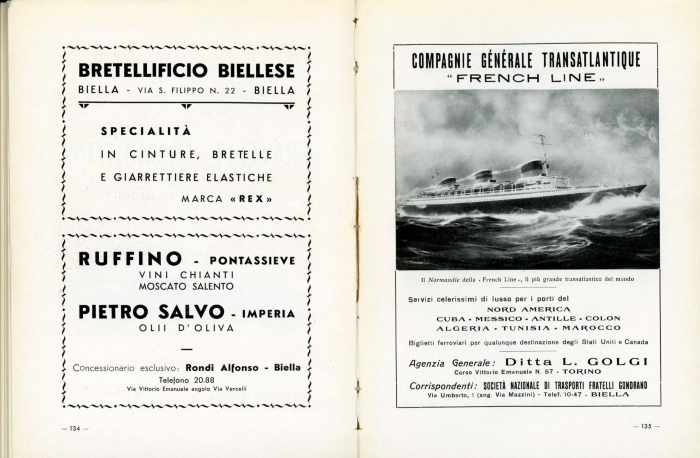 BRETELLIFICIO BIELLESE
BIELLA - VIA S. FILIPPO N. 22 - BIELLA
SPECIALITÀ
IN CINTURE, BRETELLE
E GIARRETTIERE ELASTICHE
MARCA «REX»
RUFFINO - PONTASSIEVE
VINI CHIANTI
MOSCATO SALENTO
PIETRO SALVO - IMPERIA
OLII D'OLIVA
Concessionario esclusivo: Rondi Alfonso - Biella
Telefono 20.88
Via Vittorio Emanuele angolo Via Vercelli
— 134 —
COMPAGNIE GÉNÉRALE TRANSATLANTIQUE
"FRENCH LINE„
Il Normandie della «French Line», il più grande transatlantico del mondo
Servizi celerissimi di lusso per i porti del
NORD AMERICA
CUBA - MESSICO - ANTILLE - COLON
ALGERIA - TUNISIA - MAROCCO
Biglietti ferroviari per qualunque destinazione degli Stati Uniti e Canada
Agenzia Generale: Ditta L. GOLGI
Corso Vittorio Emanuele N. 67 - TORINO
Corrispondenti: SOCIETÀ NAZIONALE DI TRASPORTI FRATELLI GONDRAND
Via Umberto, 1 (ang. Via Mazzini) - Telef. 10-47 - BIELLA
— 135 —